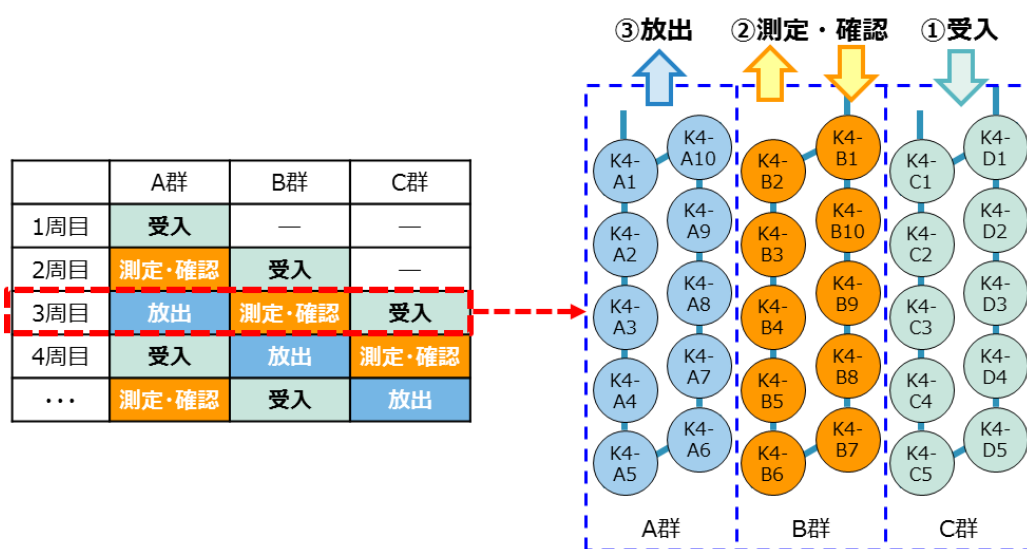 ③放出 ②測定・確認 ①受入
A群 B群 C群
1周目 受入 ― ―
2周目 測定・確認 受入 ―
3周目 放出 測定・確認 受入
4周目 受入 放出 測定・確認
・・・ 測定・確認 受入 放出
K4-
A1
K4-
A2
K4-
A3
K4-
A4
K4-
A5
K4-
A10
K4-
A9
K4-
A8
K4-
A7
K4-
A6
K4-
B2
K4-
B3
K4-
B4
K4-
B5
K4-
B6
K4-
B1
K4-
B10
K4-
B9
K4-
B8
K4-
B7
K4-
C1
K4-
C2
K4-
C3
K4-
C4
K4-
C5
K4-
D1
K4-
D2
K4-
D3
K4-
D4
K4-
D5
A群 B群 C群